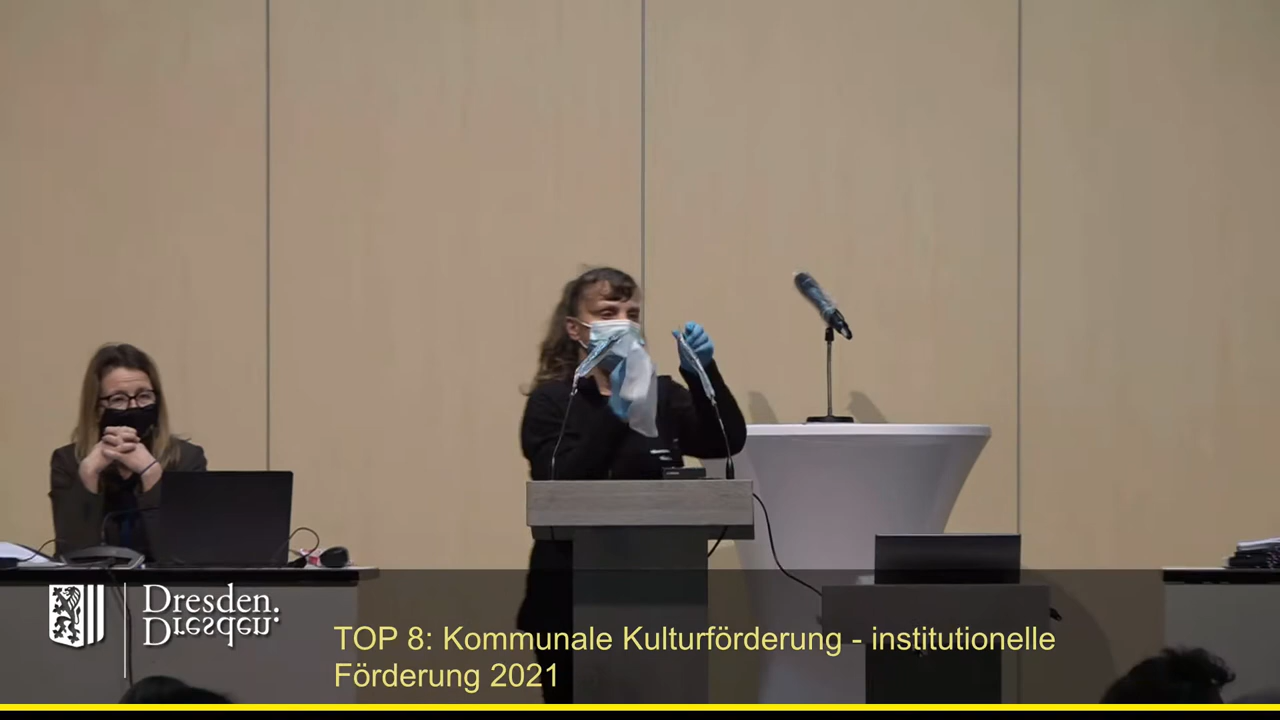 Dresden.
Dresden.
TOP 8: Kommunale Kulturförderung - institutionelle
Förderung 2021